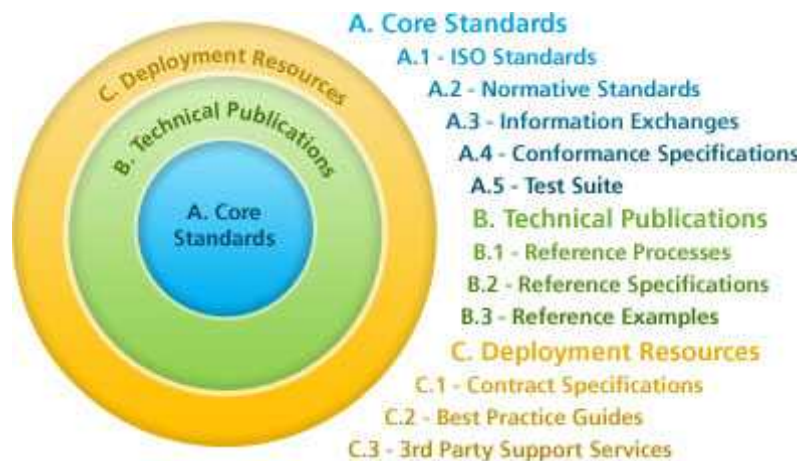 C. Deployment Resources
B. Technical Publications
A. Core
Standards
A. Core Standards
A.1 - ISO Standards
A.2 - Normative Standards
A.3 - Information Exchanges
A.4 - Conformance Specifications
A.5 - Test Suite
B. Technical Publications
B.1 - Reference Processes
B.2 - Reference Specifications
B.3 - Reference Examples
C. Deployment Resources
C.1 - Contract Specifications
C.2 - Best Practice Guides
C.3 - 3rd Party Support Services